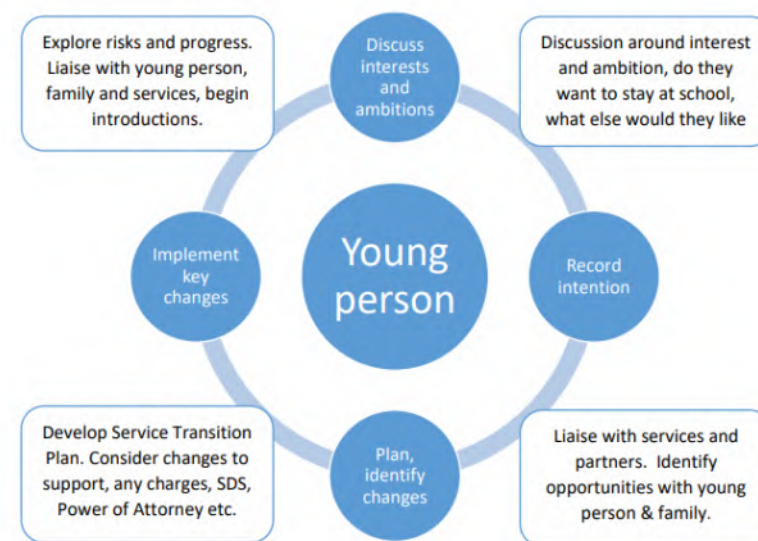 Explore risks and progress.
Liaise with young person,
family and services, begin
introductions.
Discuss
interests
and
ambitions
Discussion around interest
and ambition, do they
want to stay at school,
what else would they like
Implement
key
changes
Young
person
Record
intention
Develop Service Transition
Plan. Consider changes to
support, any charges, SDS,
Power of Attorney etc.
Plan,
identify
changes
Liaise with services and
partners.  Identify
opportunities with young
person & family.